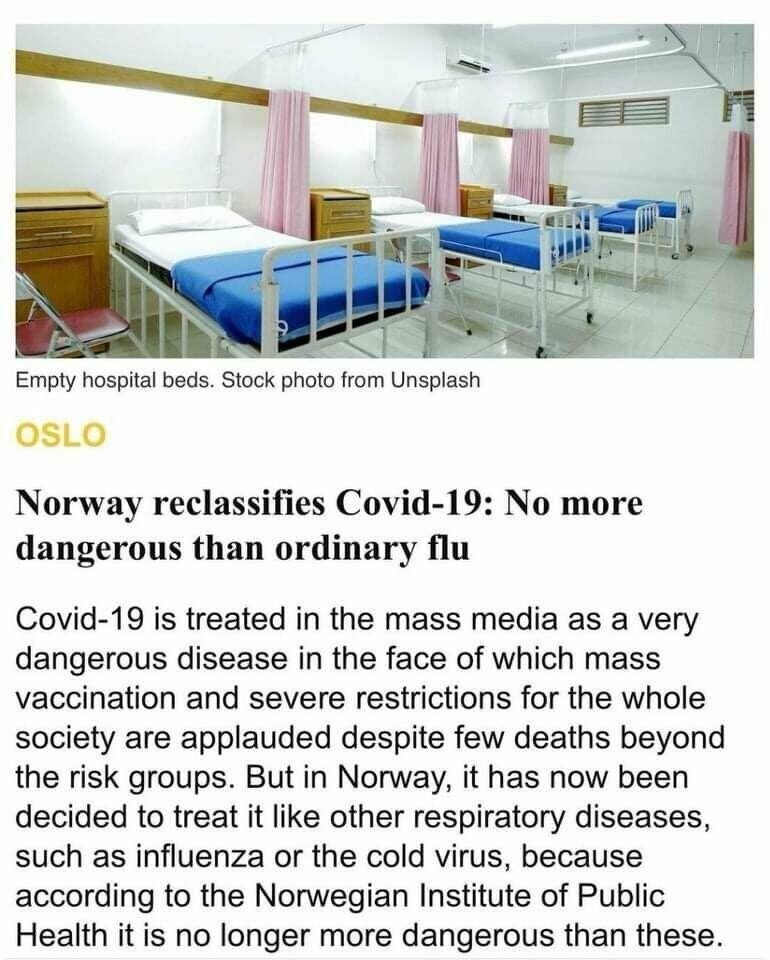 Empty hospital beds. Stock photo from Unsplash
OSLO
Norway reclassifies Covid-19: No more
dangerous than ordinary flu
Covid-19 is treated in the mass media as a very
dangerous disease in the face of which mass
vaccination and severe restrictions for the whole
society are applauded despite few deaths beyond
the risk groups. But in Norway, it has now been
decided to treat it like other respiratory diseases,
such as influenza or the cold virus, because
according to the Norwegian Institute of Public
Health it is no longer more dangerous than these.